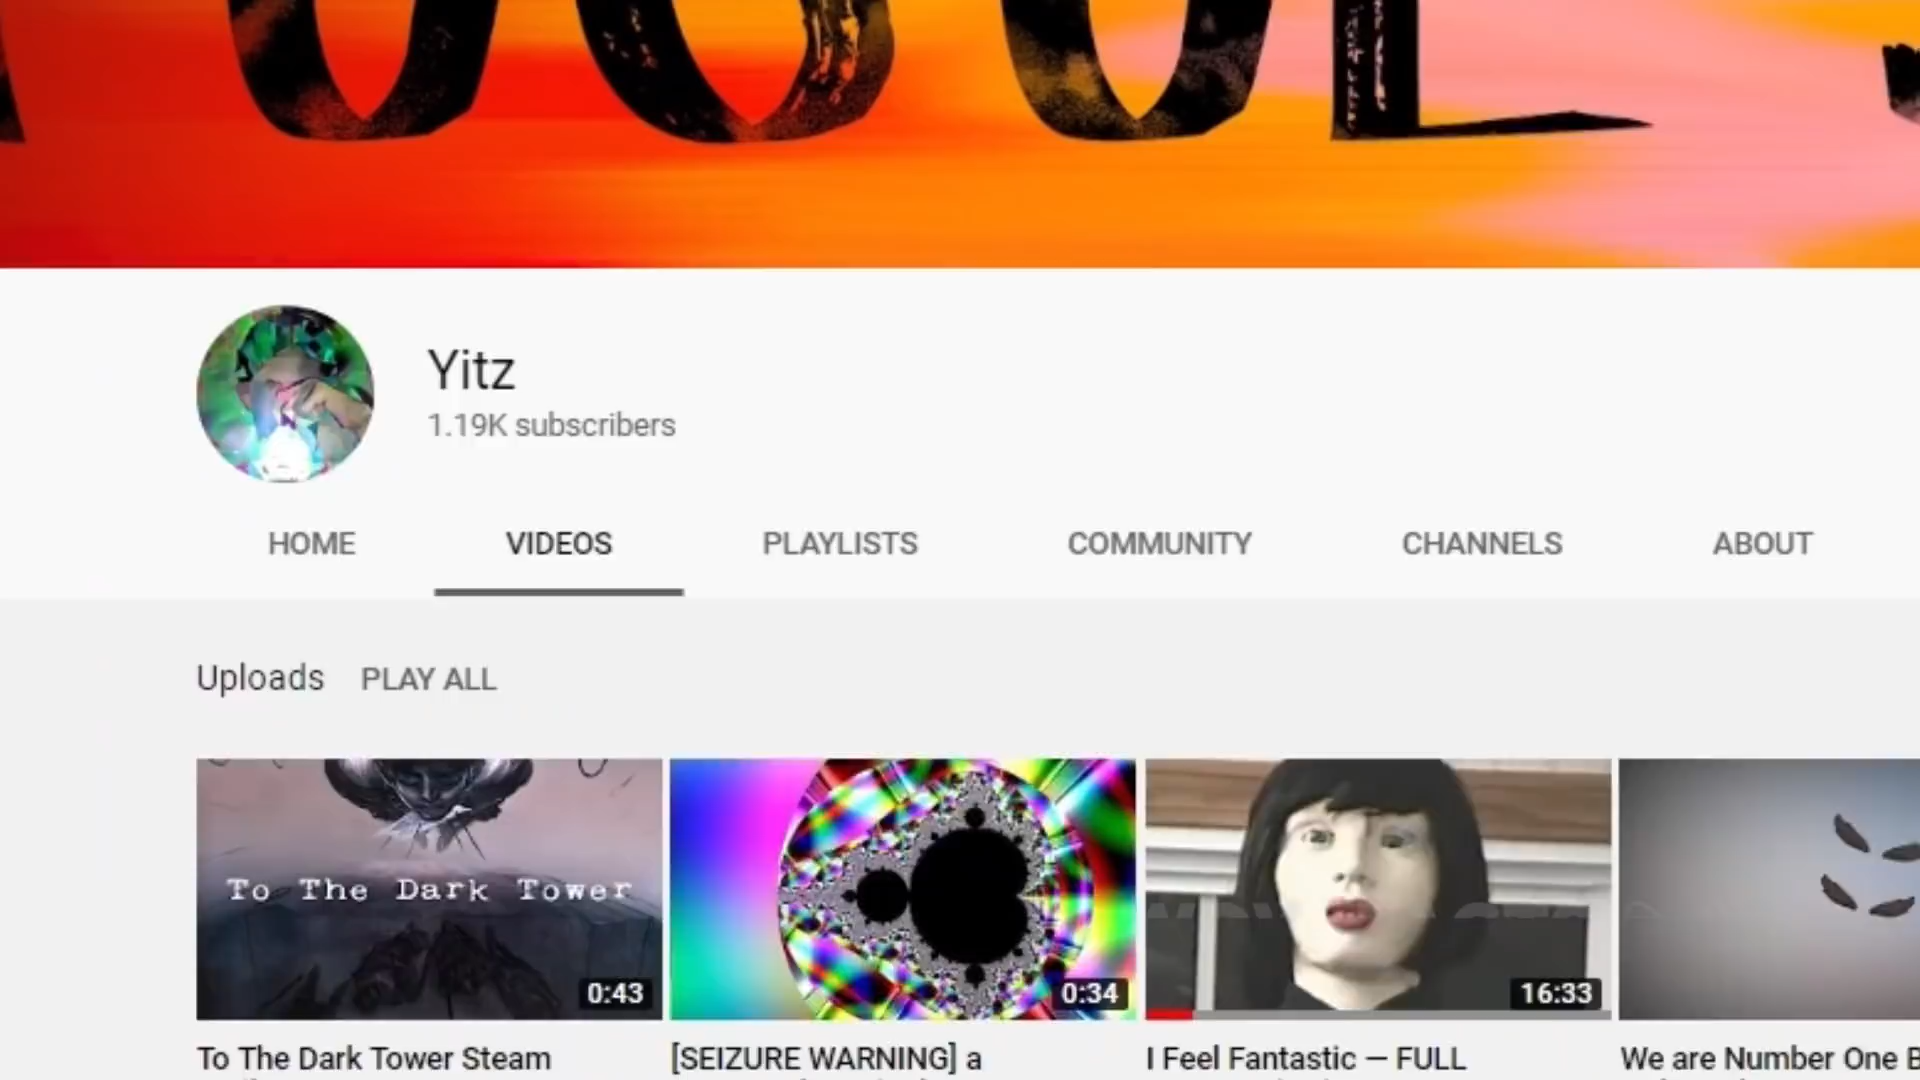 Yitz
1.19K subscribers
HOME VIDEOS PLAYLISTS COMMUNITY CHANNELS ABOUT
Uploads PLAY ALL
To The Dark Tower
0:43 0:34 16:33
To The Dark Tower Steam [SEIZURE WARNING] a I Feel Fantastic — FULL We are Number One B